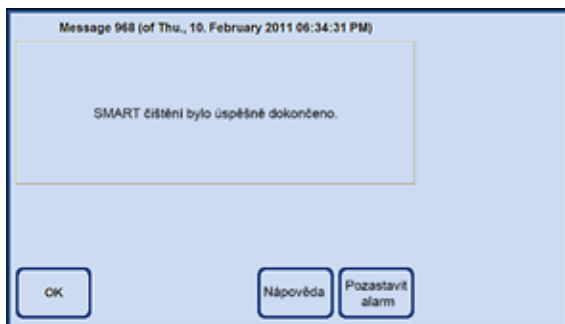 Message 968 (of Thu., 10. February 2011 06:34:31 PM)
SMART čištění bylo úspěšně dokončeno.
OK
Nápověda
Pozastavit
alarm